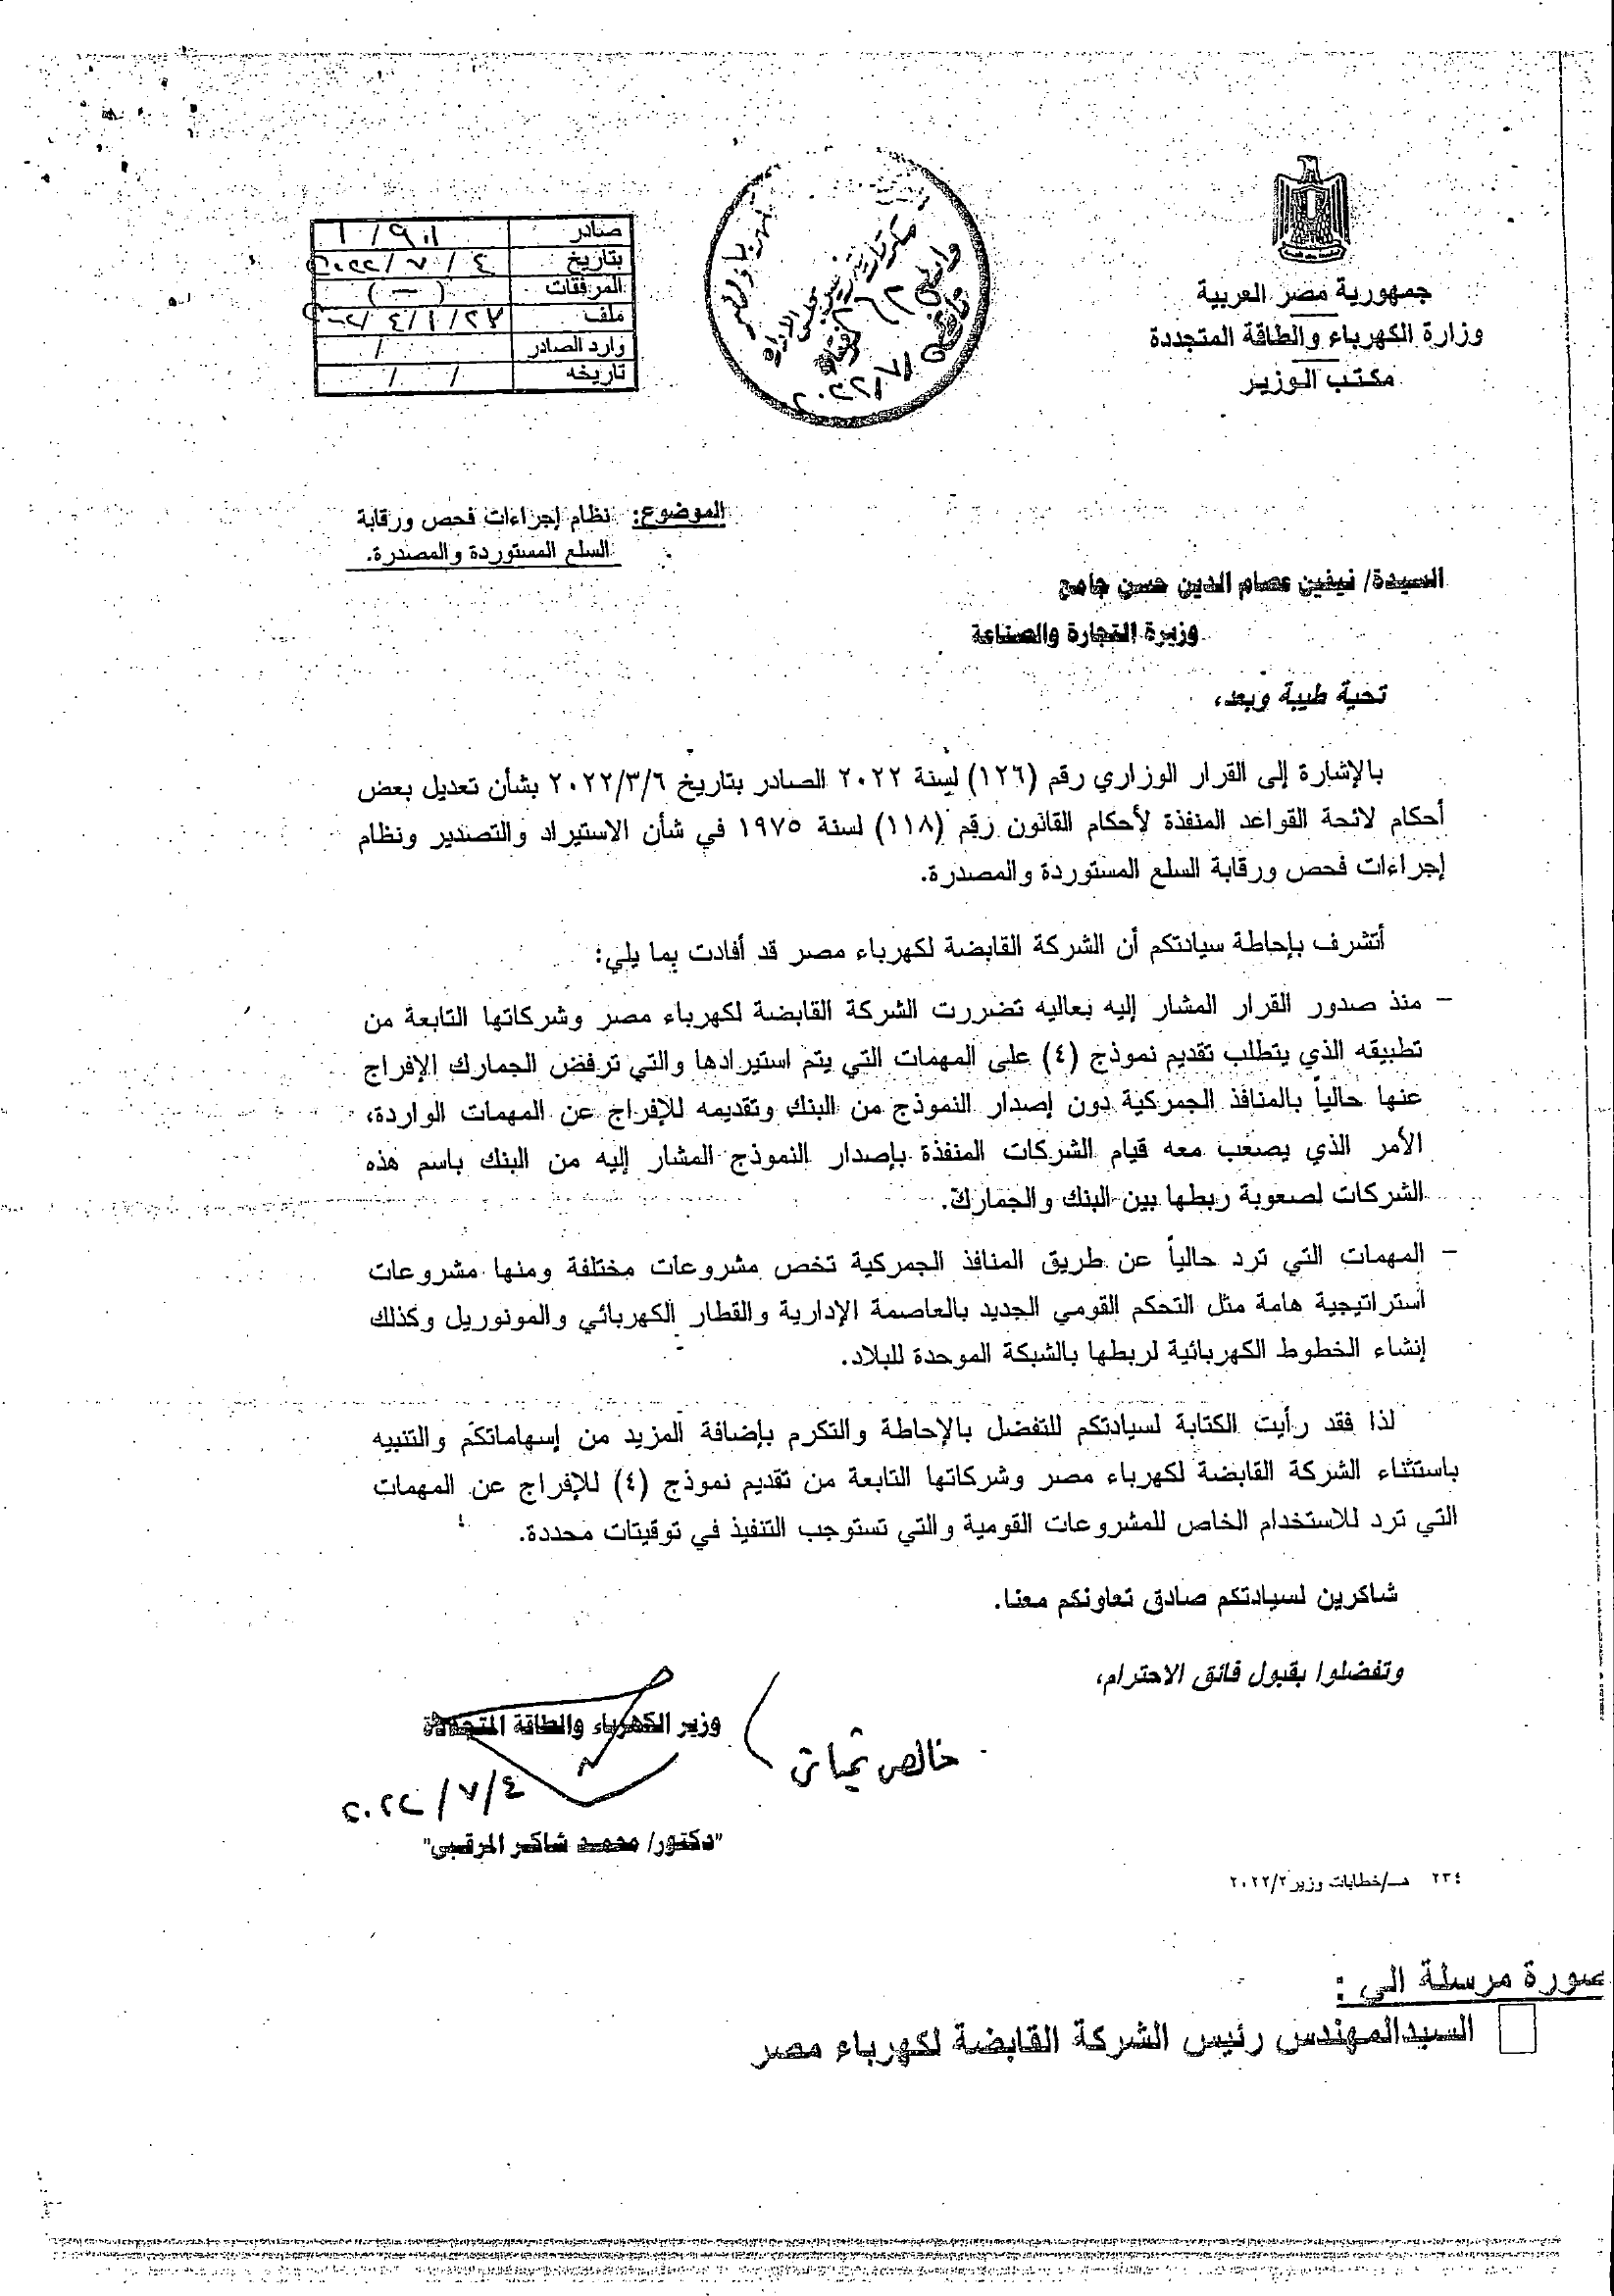 جمهورية مصر العربية
وزارة الكهرباء والطاقة المتجددة
مكتب الوزير
صادر
بتاريخ ٤ / ٧ / ٢٠٢٢
المرفقات ( — )
ملف
وارد الصادر /
تاريخه / /
الموضوع: نظام إجراءات فحص ورقابة
السلع المستوردة والمصدرة.
السيدة/ نيفين عصام الدين حسن جامع
وزيرة التجارة والصناعة
تحية طيبة وبعد،
بالإشارة إلى القرار الوزاري رقم (١٢٦) لسنة ٢٠٢٢ الصادر بتاريخ ٢٠٢٢/٣/٦ بشأن تعديل بعض
أحكام لائحة القواعد المنفذة لأحكام القانون رقم (١١٨) لسنة ١٩٧٥ في شأن الاستيراد والتصدير ونظام
إجراءات فحص ورقابة السلع المستوردة والمصدرة.
أتشرف بإحاطة سيادتكم أن الشركة القابضة لكهرباء مصر قد أفادت بما يلي:
– منذ صدور القرار المشار إليه بعاليه تضررت الشركة القابضة لكهرباء مصر وشركاتها التابعة من
تطبيقه الذي يتطلب تقديم نموذج (٤) على المهمات التي يتم استيرادها والتي ترفض الجمارك الإفراج
عنها حالياً بالمنافذ الجمركية دون إصدار النموذج من البنك وتقديمه للإفراج عن المهمات الواردة،
الأمر الذي يصعب معه قيام الشركات المنفذة بإصدار النموذج المشار إليه من البنك باسم هذه
الشركات لصعوبة ربطها بين البنك والجمارك.
– المهمات التي ترد حالياً عن طريق المنافذ الجمركية تخص مشروعات مختلفة ومنها مشروعات
استراتيجية هامة مثل التحكم القومي الجديد بالعاصمة الإدارية والقطار الكهربائي والمونوريل وكذلك
إنشاء الخطوط الكهربائية لربطها بالشبكة الموحدة للبلاد.
لذا فقد رأيت الكتابة لسيادتكم للتفضل بالإحاطة والتكرم بإضافة المزيد من إسهاماتكم والتنبيه
باستثناء الشركة القابضة لكهرباء مصر وشركاتها التابعة من تقديم نموذج (٤) للإفراج عن المهمات
التي ترد للاستخدام الخاص للمشروعات القومية والتي تستوجب التنفيذ في توقيتات محددة.
شاكرين لسيادتكم صادق تعاونكم معنا.
وتفضلوا بقبول فائق الاحترام،
خالص تحياتى
وزير الكهرباء والطاقة المتجددة
٢٠٢٢/٧/٤
"دكتور/ محمد شاكر المرقبى"
٢٣٤ هـ/خطابات وزير ٢٠٢٢/٢
صورة مرسلة الى :
السيدالمهندس رئيس الشركة القابضة لكهرباء مصر